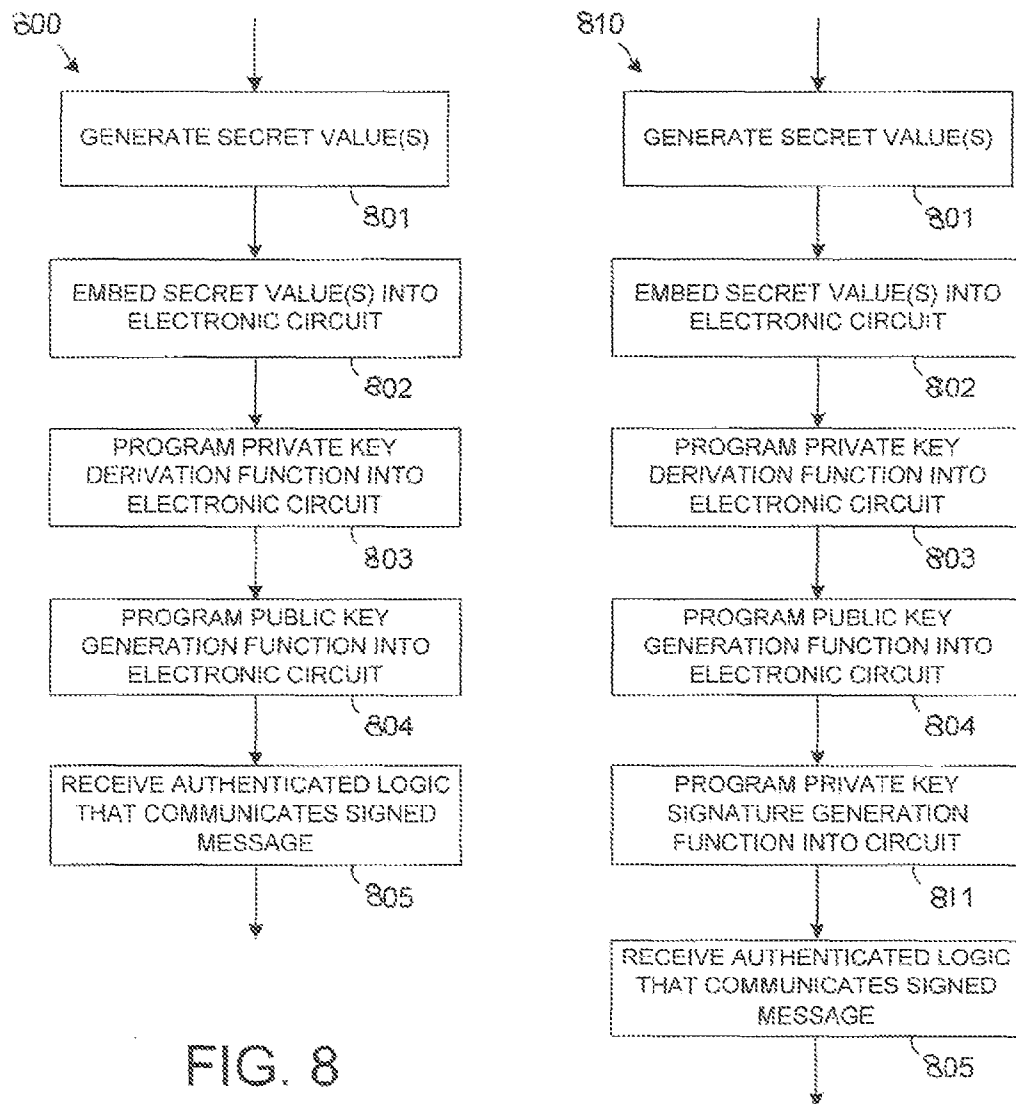 800
GENERATE SECRET VALUE(S)
801
EMBED SECRET VALUE(S) INTO
ELECTRONIC CIRCUIT
802
PROGRAM PRIVATE KEY
DERIVATION FUNCTION INTO
ELECTRONIC CIRCUIT
803
PROGRAM PUBLIC KEY
GENERATION FUNCTION INTO
ELECTRONIC CIRCUIT
804
RECEIVE AUTHENTICATED LOGIC
THAT COMMUNICATES SIGNED
MESSAGE
805
810
GENERATE SECRET VALUE(S)
801
EMBED SECRET VALUE(S) INTO
ELECTRONIC CIRCUIT
802
PROGRAM PRIVATE KEY
DERIVATION FUNCTION INTO
ELECTRONIC CIRCUIT
803
PROGRAM PUBLIC KEY
GENERATION FUNCTION INTO
ELECTRONIC CIRCUIT
804
PROGRAM PRIVATE KEY
SIGNATURE GENERATION
FUNCTION INTO CIRCUIT
811
RECEIVE AUTHENTICATED LOGIC
THAT COMMUNICATES SIGNED
MESSAGE
805
FIG. 8